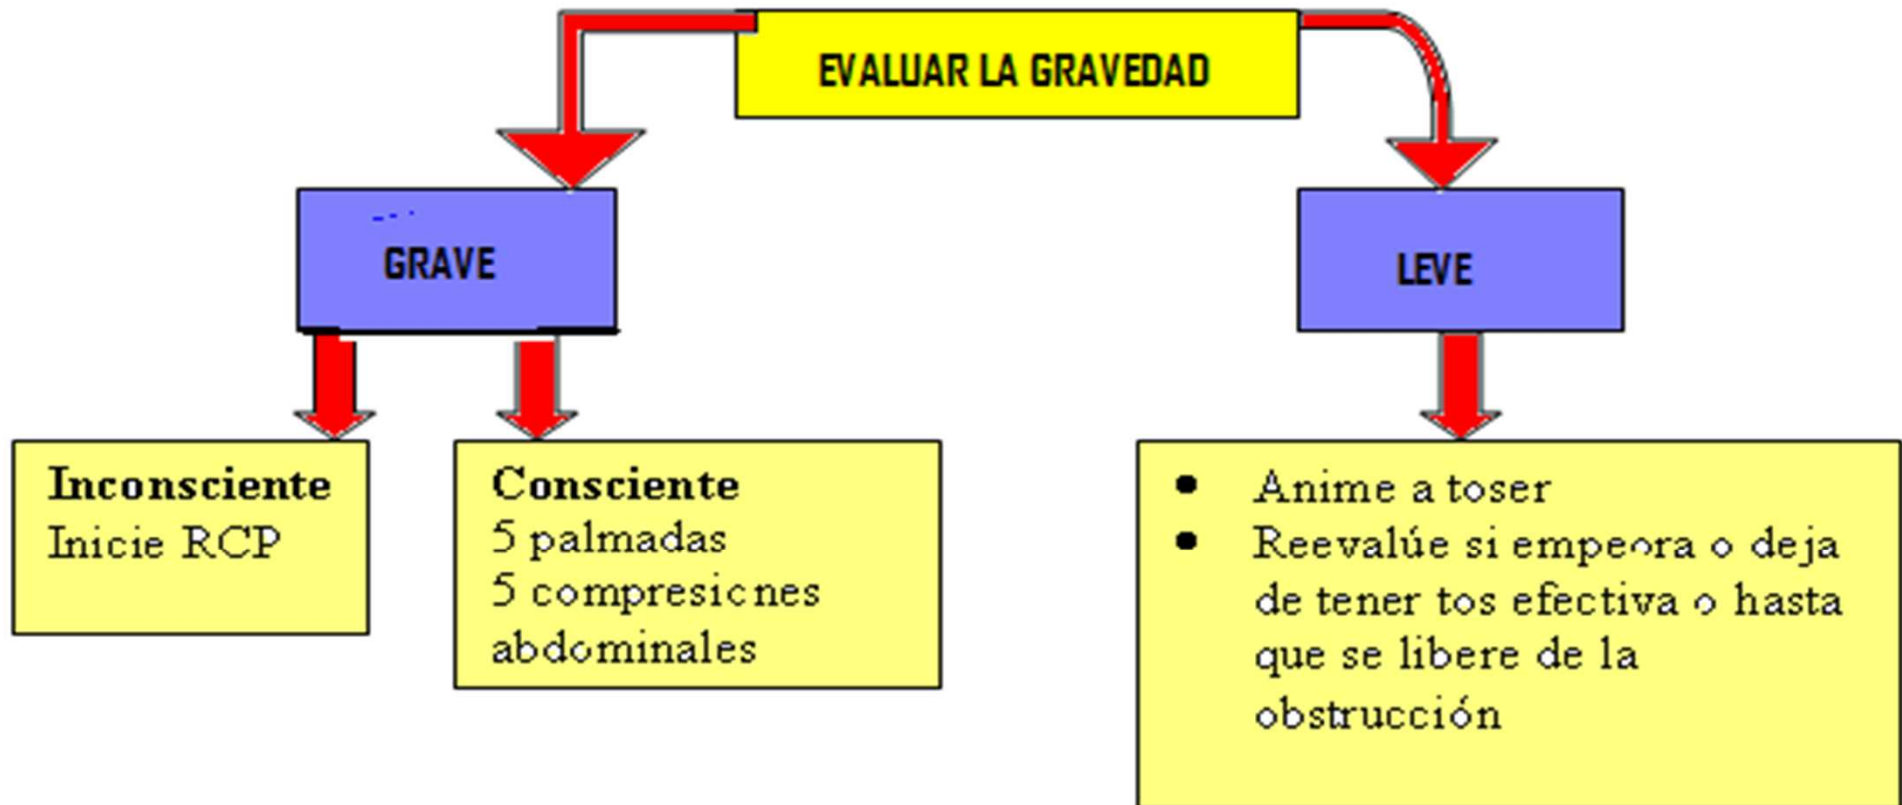 EVALUAR LA GRAVEDAD
GRAVE
LEVE
Inconsciente
Inicie RCP
Consciente
5 palmadas
5 compresiones
abdominales
• Anime a toser
• Reevalúe si empeora o deja
de tener tos efectiva o hasta
que se libere de la
obstrucción